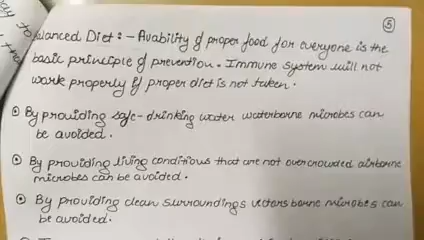 5
Balanced Diet :- Avability of proper food for everyone is the
basic principle of prevention. Immune system will not
work properly if proper diet is not taken.
By providing safe-drinking water waterborne microbes can
be avoided.
By providing living conditions that are not overcrowded airborne
microbes can be avoided.
By providing clean surroundings vectors borne microbes can
be avoided.